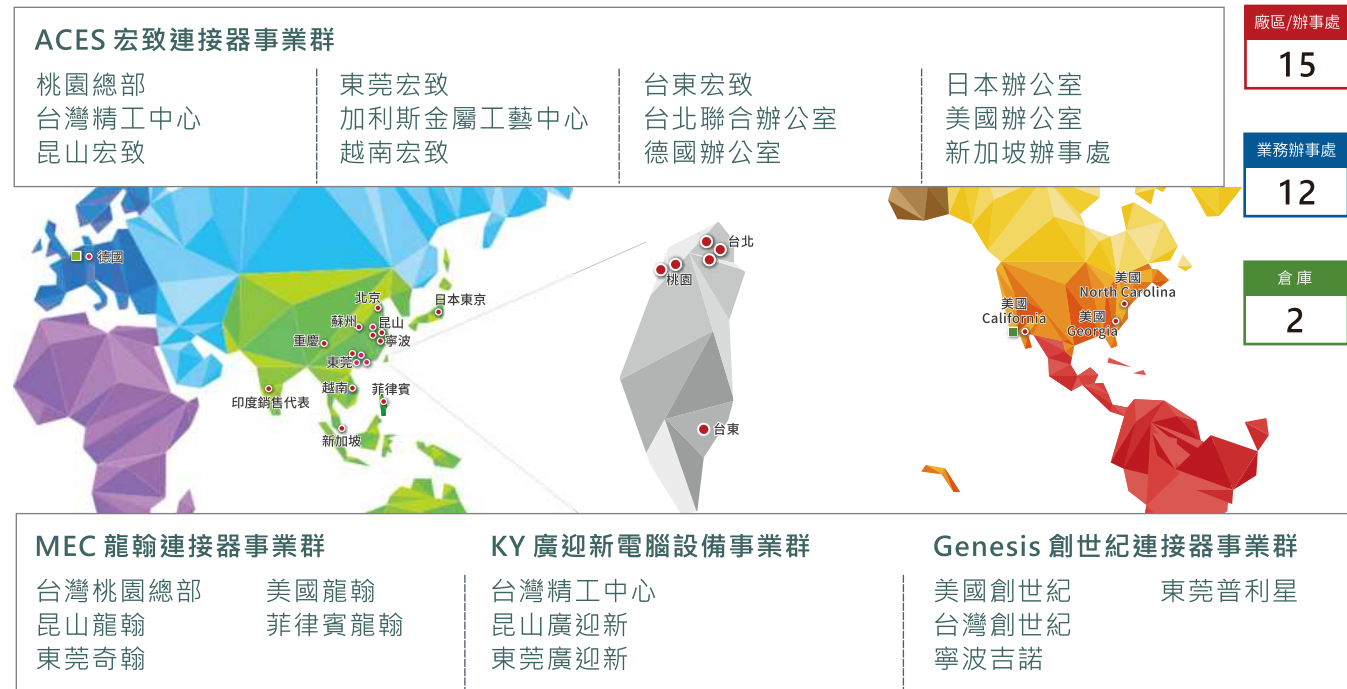 ACES 宏致連接器事業群
桃園總部
台灣精工中心
昆山宏致
東莞宏致
加利斯金屬工藝中心
越南宏致
台東宏致
台北聯合辦公室
德國辦公室
日本辦公室
美國辦公室
新加坡辦事處
廠區/辦事處
15
業務辦事處
12
倉庫
2
德國
北京
日本東京
蘇州
昆山
重慶
寧波
東莞
越南
菲律賓
印度銷售代表
新加坡
台北
桃園
台東
美國
North Carolina
美國
California
美國
Georgia
MEC 龍翰連接器事業群
台灣桃園總部
昆山龍翰
東莞奇翰
美國龍翰
菲律賓龍翰
KY 廣迎新電腦設備事業群
台灣精工中心
昆山廣迎新
東莞廣迎新
Genesis 創世紀連接器事業群
美國創世紀
台灣創世紀
寧波吉諾
東莞普利星